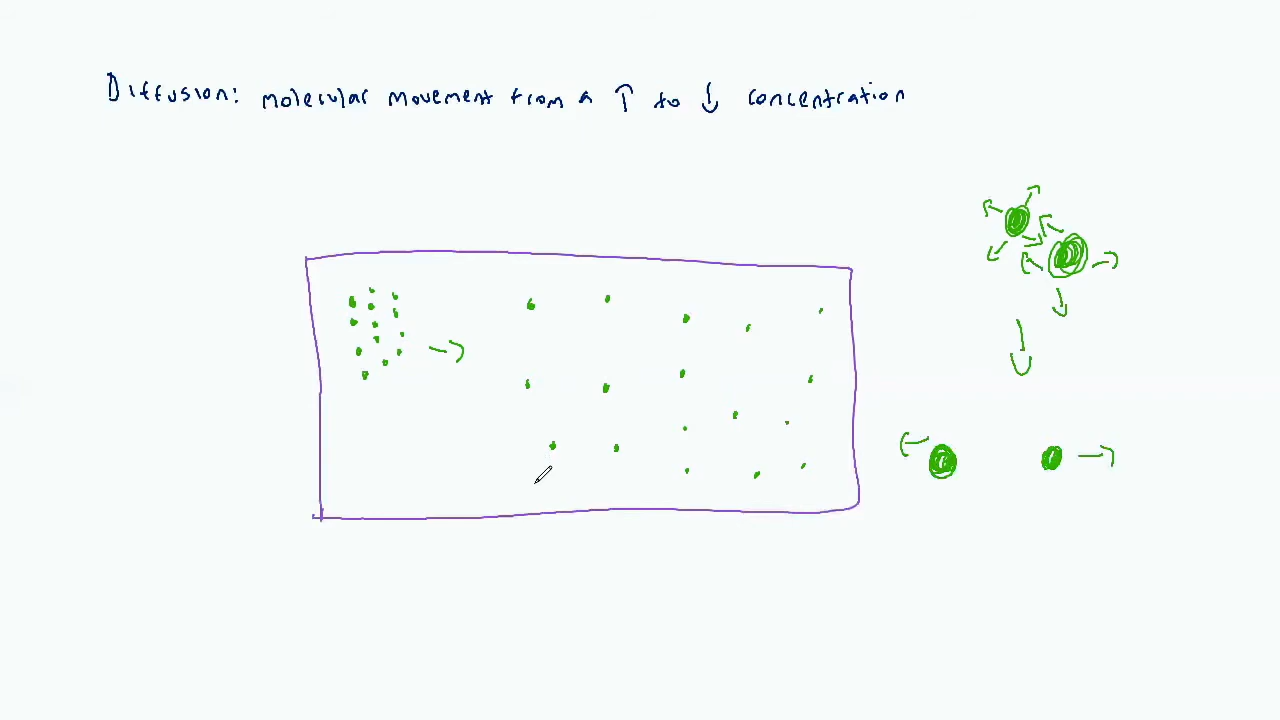 Diffusion: molecular movement from a ↑ to ↓ concentration